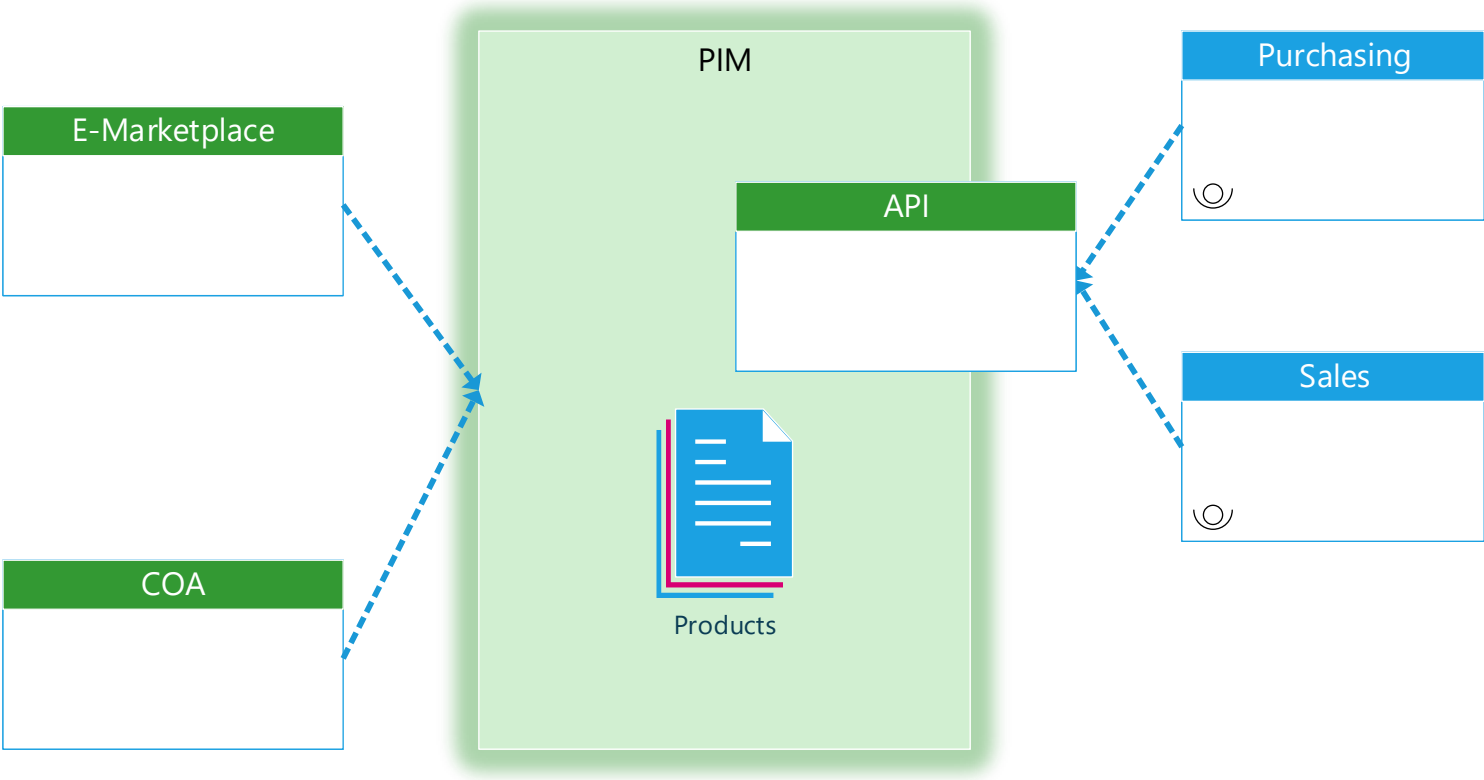 PIM
Purchasing
E-Marketplace
API
Sales
COA
Products